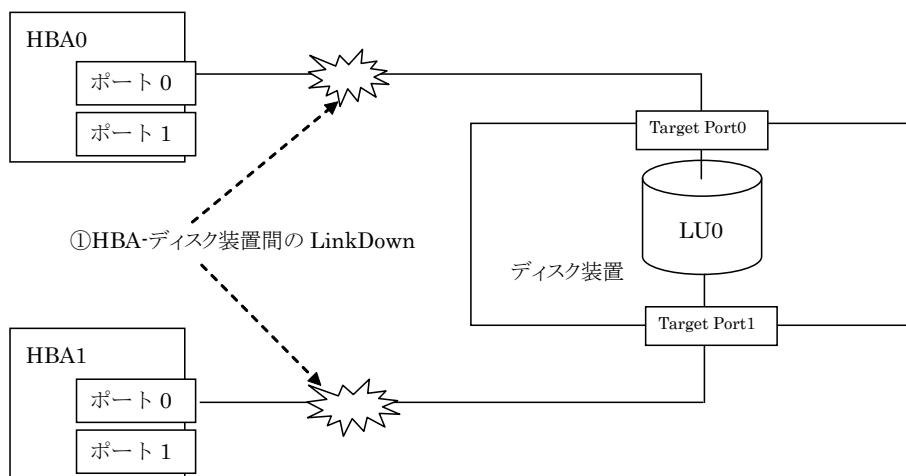 HBA0
ポート 0
ポート 1
Target Port0
LU0
①HBA-ディスク装置間の LinkDown
ディスク装置
Target Port1
HBA1
ポート 0
ポート 1